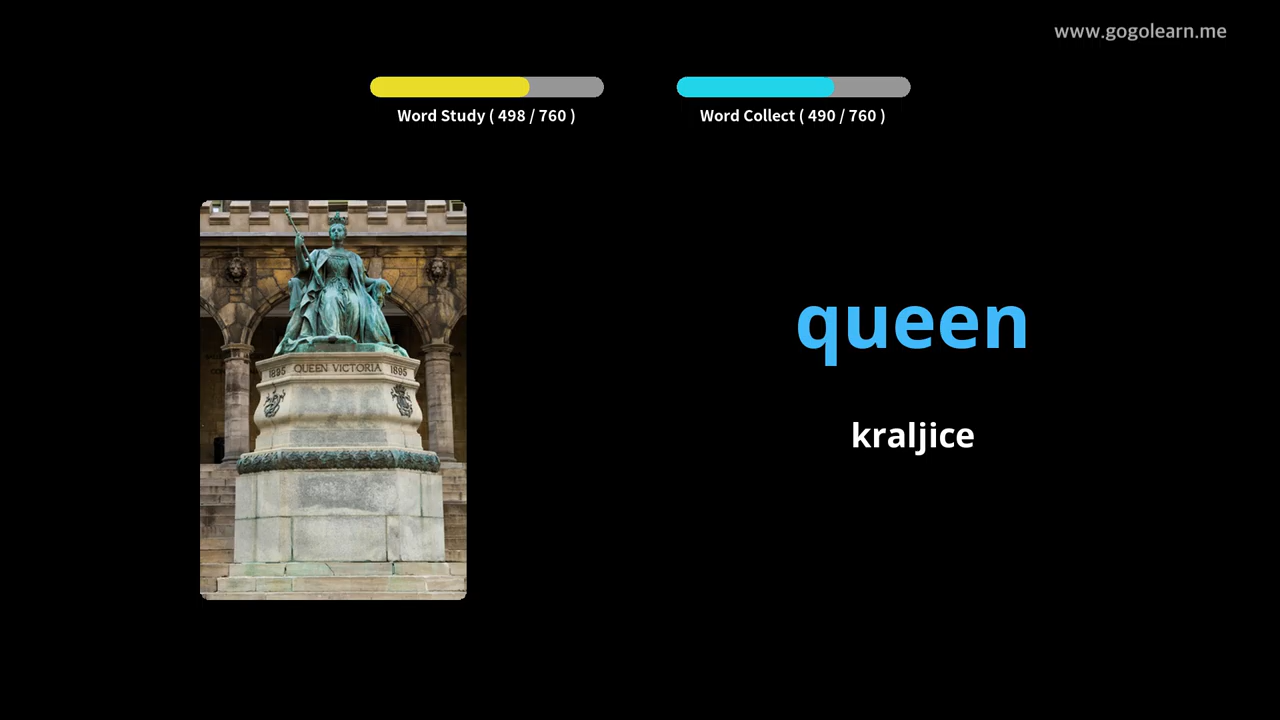 www.gogolearn.me
Word Study ( 498 / 760 )
Word Collect ( 490 / 760 )
1895 QUEEN VICTORIA 1895
queen
kraljice